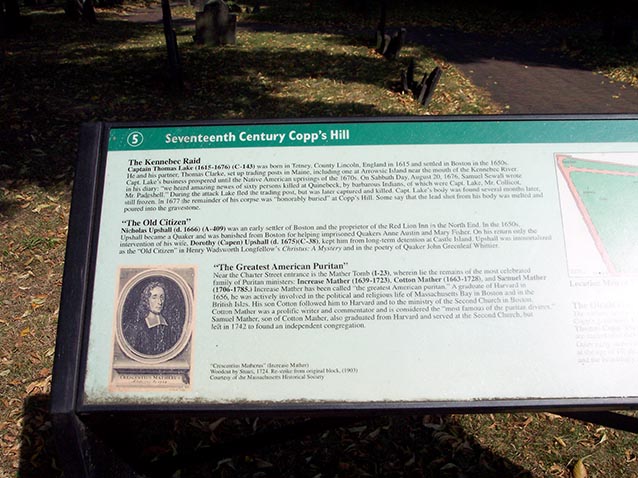 5 Seventeenth Century Copp's Hill
The Kennebec Raid
Captain Thomas Lake (1615-1676) (C-143) was born in Tetney, County Lincoln, England in 1615 and settled in Boston in the 1650s.
He and his partner, Thomas Clarke, set up trading posts in Maine, including one at Arrowsic Island near the mouth of the Kennebec River.
Capt. Lake's business prospered until the Native American uprisings of the 1670s. On Sabbath Day, August 20, 1676, Samuel Sewall wrote
in his diary: "we heird amazing newes of sixty persons killed at Quinebeck, by barbarous Indians, of which were Capt. Lake, Mr. Collicot,
Mr. Padeshell." During the attack Lake fled the trading post, but was later captured and killed. Capt. Lake's body was found several months later,
still frozen. In 1677 the remainder of his corpse was "honorably buried" at Copp's Hill. Some say that the lead shot from his body was melted and
poured into the gravestone.
"The Old Citizen"
Nicholas Upshall (d. 1666) (A-409) was an early settler of Boston and the proprietor of the Red Lion Inn in the North End. In the 1650s,
Upshall became a Quaker and was banished from Boston for helping imprisoned Quakers Anne Austin and Mary Fisher. On his return only the
intervention of his wife, Dorothy (Capen) Upshall (d. 1675)(C-38), kept him from long-term detention at Castle Island. Upshall was immortalized
as the "Old Citizen" in Henry Wadsworth Longfellow's Christus: A Mystery and in the poetry of Quaker John Greenleaf Whittier.
"The Greatest American Puritan"
Near the Charter Street entrance is the Mather Tomb (I-23), wherein lie the remains of the most celebrated
family of Puritan ministers: Increase Mather (1639-1723), Cotton Mather (1663-1728), and Samuel Mather
(1706-1785.) Increase Mather has been called "the greatest American puritan." A graduate of Harvard in
1656, he was actively involved in the political and religious life of Massachusetts Bay in Boston and in the
British Isles. His son Cotton followed him to Harvard and to the ministry of the Second Church in Boston.
Cotton Mather was a prolific writer and commentator and is considered the "most famous of the puritan divines."
Samuel Mather, son of Cotton Mather, also graduated from Harvard and served at the Second Church, but
left in 1742 to found an independent congregation.
CRESCENTIUS MATHERUS
"Crescentius Matherus" (Increase Mather)
Woodcut by Sturt, 1724. Re-strike from original block, (1903)
Courtesy of the Massachusetts Historical Society